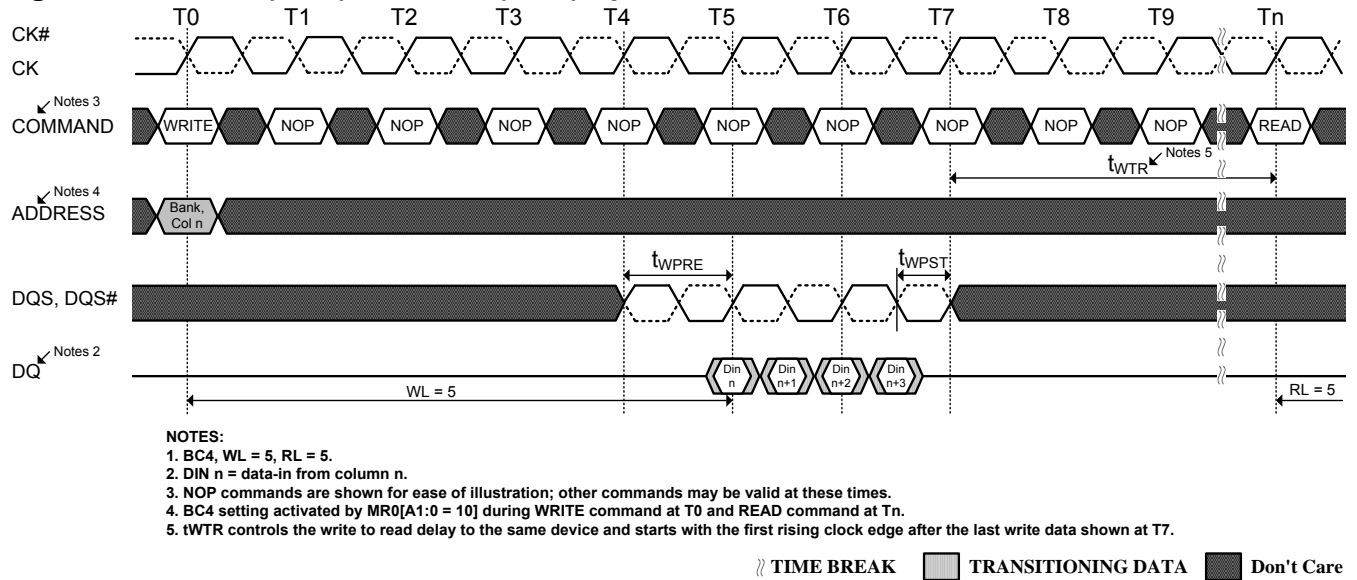 T0 T1 T2 T3 T4 T5 T6 T7 T8 T9 Tn
CK#
CK
Notes 3
COMMAND WRITE NOP NOP NOP NOP NOP NOP NOP NOP NOP READ
tWTR Notes 5
Notes 4
ADDRESS
Bank,
Col n
tWPRE tWPST
DQS, DQS#
Notes 2
DQ
Din n Din n+1 Din n+2 Din n+3
WL = 5 RL = 5
NOTES:
1. BC4, WL = 5, RL = 5.
2. DIN n = data-in from column n.
3. NOP commands are shown for ease of illustration; other commands may be valid at these times.
4. BC4 setting activated by MR0[A1:0 = 10] during WRITE command at T0 and READ command at Tn.
5. tWTR controls the write to read delay to the same device and starts with the first rising clock edge after the last write data shown at T7.
TIME BREAK TRANSITIONING DATA Don't Care